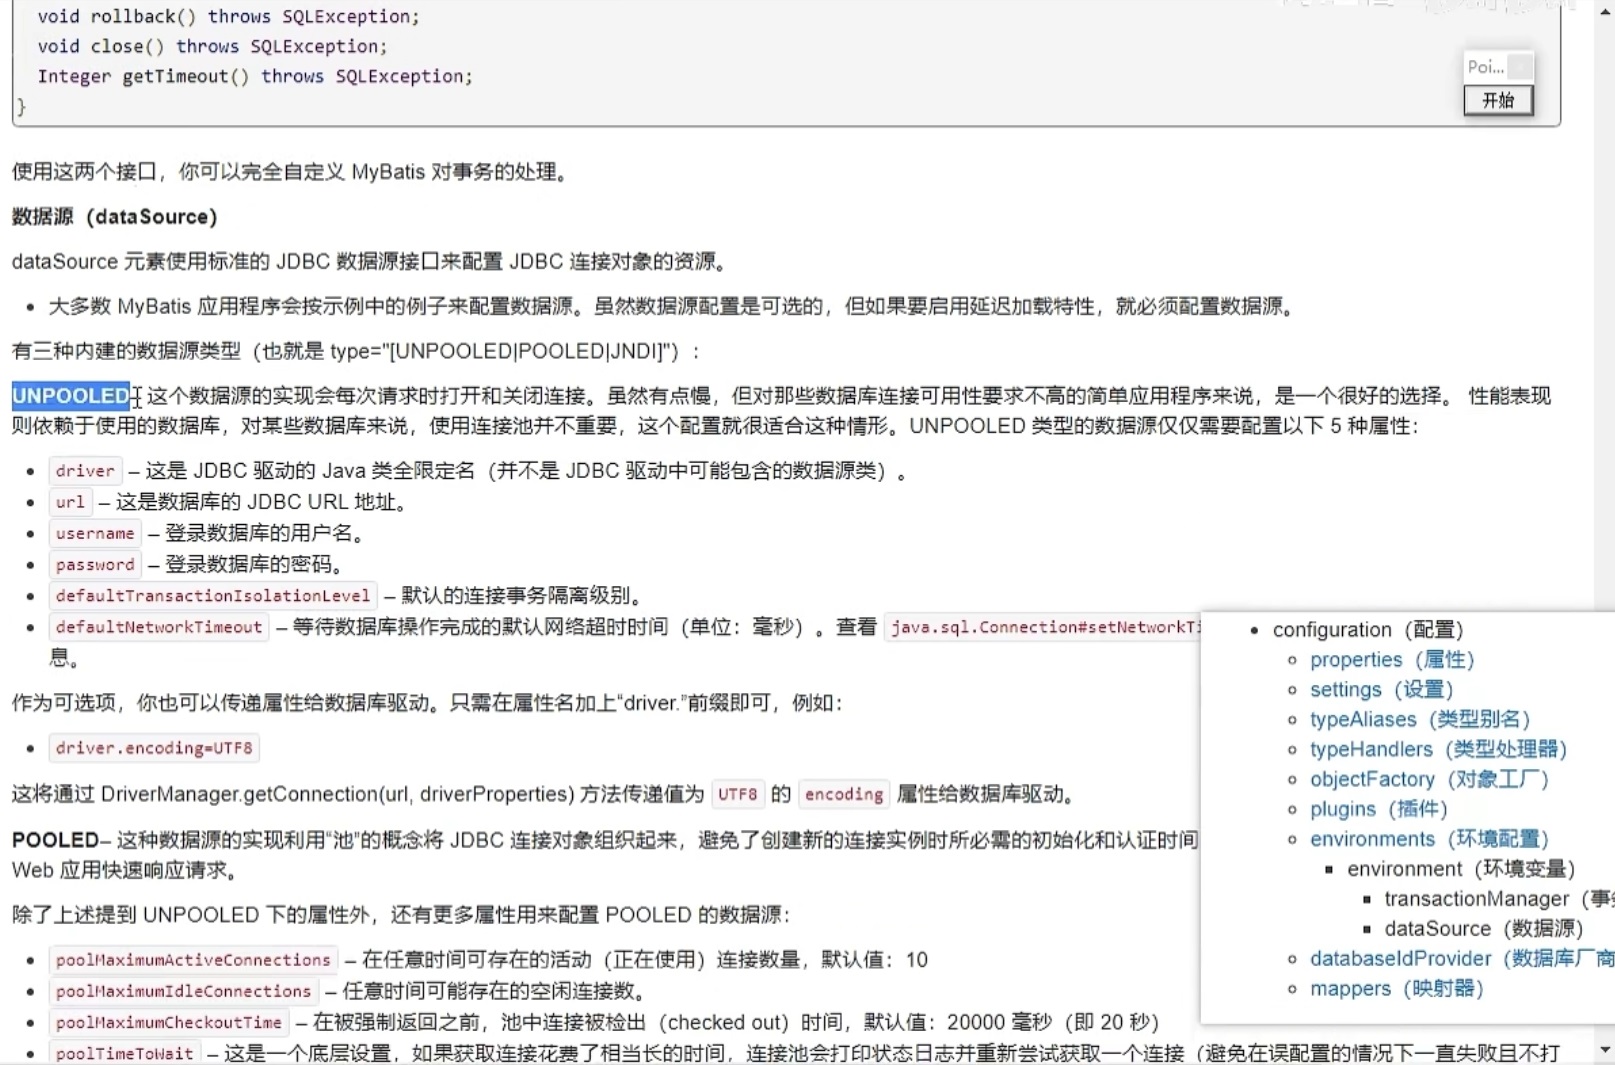 void rollback() throws SQLException;
void close() throws SQLException;
Integer getTimeout() throws SQLException;
}
Poi...
开始
使用这两个接口，你可以完全自定义 MyBatis 对事务的处理。
数据源（dataSource）
dataSource 元素使用标准的 JDBC 数据源接口来配置 JDBC 连接对象的资源。
• 大多数 MyBatis 应用程序会按示例中的例子来配置数据源。虽然数据源配置是可选的，但如果要启用延迟加载特性，就必须配置数据源。
有三种内建的数据源类型（也就是 type="[UNPOOLED|POOLED|JNDI]"）：
UNPOOLED– 这个数据源的实现会每次请求时打开和关闭连接。虽然有点慢，但对那些数据库连接可用性要求不高的简单应用程序来说，是一个很好的选择。 性能表现
则依赖于使用的数据库，对某些数据库来说，使用连接池并不重要，这个配置就很适合这种情形。UNPOOLED 类型的数据源仅仅需要配置以下 5 种属性：
• driver – 这是 JDBC 驱动的 Java 类全限定名（并不是 JDBC 驱动中可能包含的数据源类）。
• url – 这是数据库的 JDBC URL 地址。
• username – 登录数据库的用户名。
• password – 登录数据库的密码。
• defaultTransactionIsolationLevel – 默认的连接事务隔离级别。
• defaultNetworkTimeout – 等待数据库操作完成的默认网络超时时间（单位：毫秒）。查看 java.sql.Connection#setNetworkTi
息。
作为可选项，你也可以传递属性给数据库驱动。只需在属性名加上“driver.”前缀即可，例如：
• driver.encoding=UTF8
这将通过 DriverManager.getConnection(url, driverProperties) 方法传递值为 UTF8 的 encoding 属性给数据库驱动。
POOLED– 这种数据源的实现利用“池”的概念将 JDBC 连接对象组织起来，避免了创建新的连接实例时所必需的初始化和认证时间
Web 应用快速响应请求。
除了上述提到 UNPOOLED 下的属性外，还有更多属性用来配置 POOLED 的数据源：
• poolMaximumActiveConnections – 在任意时间可存在的活动（正在使用）连接数量，默认值：10
• poolMaximumIdleConnections – 任意时间可能存在的空闲连接数。
• poolMaximumCheckoutTime – 在被强制返回之前，池中连接被检出（checked out）时间，默认值：20000 毫秒（即 20 秒）
• poolTimeToWait – 这是一个底层设置，如果获取连接花费了相当长的时间，连接池会打印状态日志并重新尝试获取一个连接（避免在误配置的情况下一直失败且不打
• configuration（配置）
properties（属性）
settings（设置）
typeAliases（类型别名）
typeHandlers（类型处理器）
objectFactory（对象工厂）
plugins（插件）
environments（环境配置）
environment（环境变量）
transactionManager（事
dataSource（数据源）
databaseIdProvider（数据库厂商
mappers（映射器）